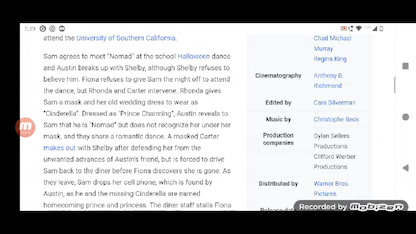 7:39
attend the University of Southern California.
Sam agrees to meet "Nomad" at the school Halloween dance
and Austin breaks up with Shelby, although Shelby refuses to
believe him. Fiona refuses to give Sam the night off to attend
the dance, but Rhonda and Carter intervene. Rhonda gives
Sam a mask and her old wedding dress to wear as
"Cinderella". Dressed as "Prince Charming", Austin reveals to
Sam that he is "Nomad" but does not recognize her under her
mask, and they share a romantic dance. A masked Carter
makes out with Shelby after defending her from the
unwanted advances of Austin's friend, but is forced to drive
Sam back to the diner before Fiona discovers she is gone. As
they leave, Sam drops her cell phone, which is found by
Austin, as he and the missing Cinderella are named
homecoming prince and princess. The diner staff stalls Fiona
Chad Michael
Murray
Regina King
Cinematography
Anthony B.
Richmond
Edited by
Cara Silverman
Music by
Christophe Beck
Production
companies
Dylan Sellers
Productions
Clifford Werber
Productions
Distributed by
Warner Bros.
Pictures
Release date
Recorded by Mobizen